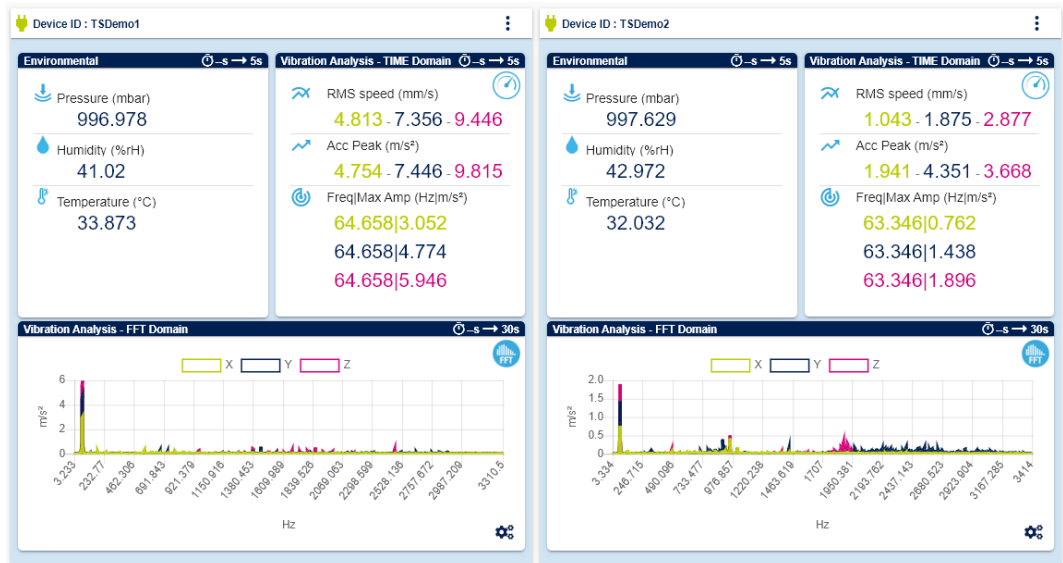 Device ID : TSDemo1
Environmental
--s → 5s
Pressure (mbar)
996.978
Humidity (%rH)
41.02
Temperature (°C)
33.873
Vibration Analysis - TIME Domain
--s → 5s
RMS speed (mm/s)
4.813 - 7.356 - 9.446
Acc Peak (m/s²)
4.754 - 7.446 - 9.815
Freq|Max Amp (Hz|m/s²)
64.658|3.052
64.658|4.774
64.658|5.946
Vibration Analysis - FFT Domain
--s → 30s
FFT
X Y Z
6
4
2
0
m/s²
3.233 232.77 462.306 691.843 921.379 1150.916 1380.453 1609.989 1839.526 2069.063 2298.599 2528.136 2757.672 2987.209 3310.5
Hz
Device ID : TSDemo2
Environmental
--s → 5s
Pressure (mbar)
997.629
Humidity (%rH)
42.972
Temperature (°C)
32.032
Vibration Analysis - TIME Domain
--s → 5s
RMS speed (mm/s)
1.043 - 1.875 - 2.877
Acc Peak (m/s²)
1.941 - 4.351 - 3.668
Freq|Max Amp (Hz|m/s²)
63.346|0.762
63.346|1.438
63.346|1.896
Vibration Analysis - FFT Domain
--s → 30s
FFT
X Y Z
2.0
1.5
1.0
0.5
0
m/s²
3.334 246.715 490.096 733.477 976.857 1220.238 1463.619 1707 1950.381 2193.762 2437.143 2680.523 2923.904 3167.285 3414
Hz